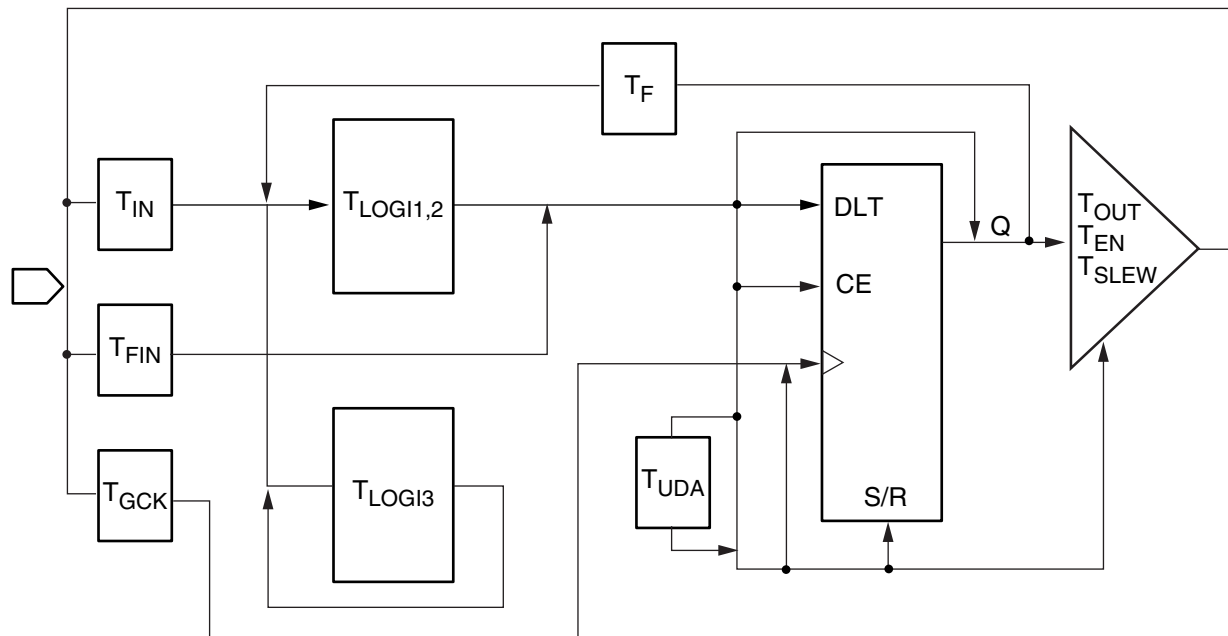 T_F
T_IN
T_LOGI1,2
DLT
Q
T_OUT
T_EN
T_SLEW
CE
T_FIN
T_GCK
T_LOGI3
T_UDA
S/R